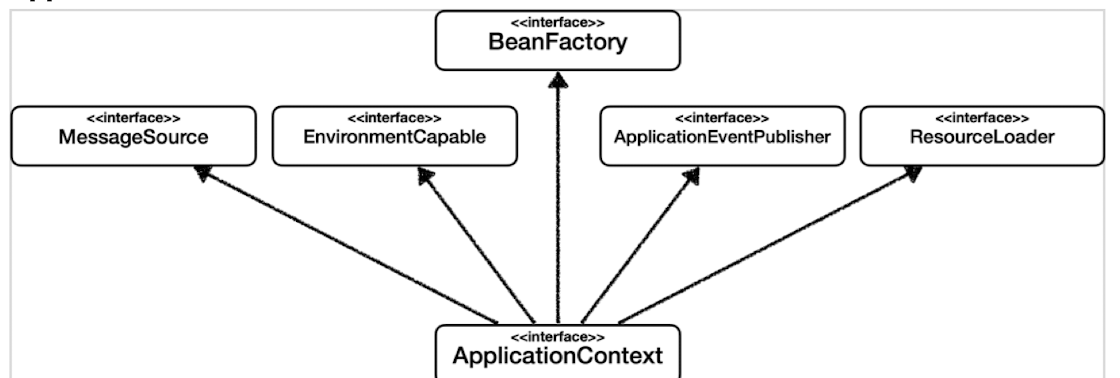 <<interface>>
BeanFactory
<<interface>>
MessageSource
<<interface>>
EnvironmentCapable
<<interface>>
ApplicationEventPublisher
<<interface>>
ResourceLoader
<<interface>>
ApplicationContext